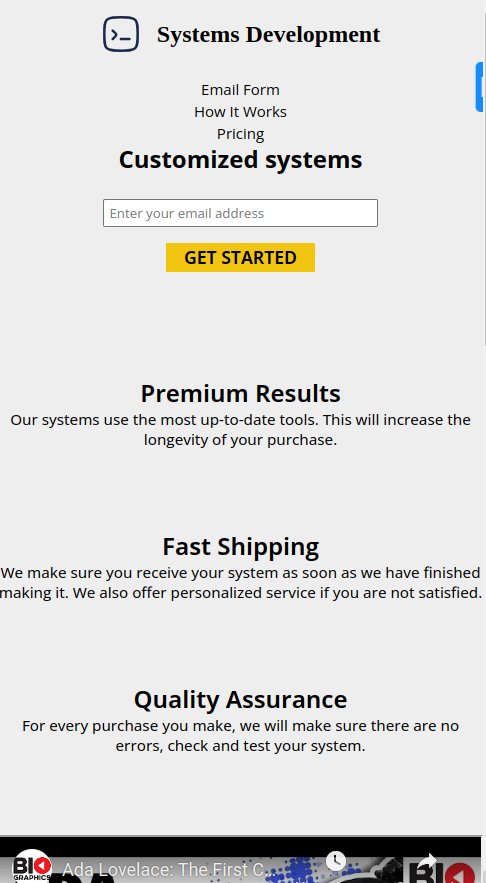 Systems Development
Email Form
How It Works
Pricing
Customized systems
Enter your email address
GET STARTED
Premium Results
Our systems use the most up-to-date tools. This will increase the
longevity of your purchase.
Fast Shipping
We make sure you receive your system as soon as we have finished
making it. We also offer personalized service if you are not satisfied.
Quality Assurance
For every purchase you make, we will make sure there are no
errors, check and test your system.
BIO
GRAPHICS
Ada Lovelace: The First C...
BIO